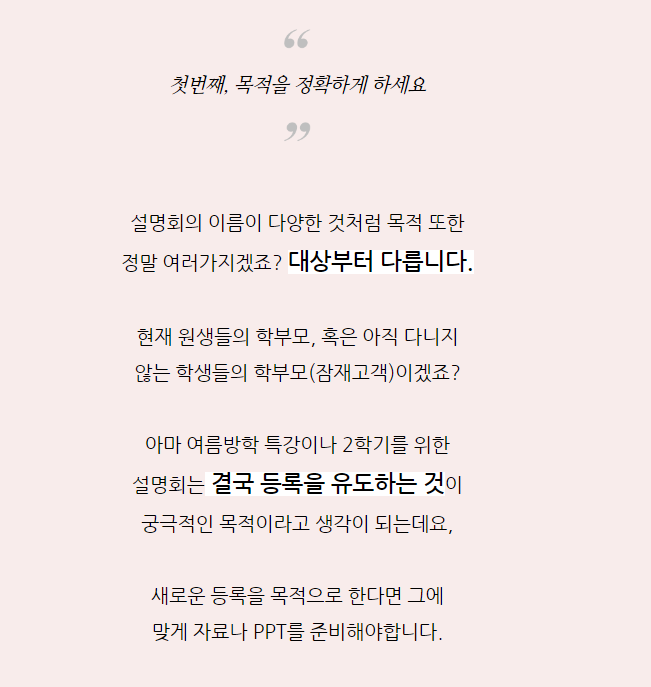 “
첫번째, 목적을 정확하게 하세요
”
설명회의 이름이 다양한 것처럼 목적 또한
정말 여러가지겠죠? 대상부터 다릅니다.
현재 원생들의 학부모, 혹은 아직 다니지
않는 학생들의 학부모(잠재고객)이겠죠?
아마 여름방학 특강이나 2학기를 위한
설명회는 결국 등록을 유도하는 것이
궁극적인 목적이라고 생각이 되는데요,
새로운 등록을 목적으로 한다면 그에
맞게 자료나 PPT를 준비해야합니다.